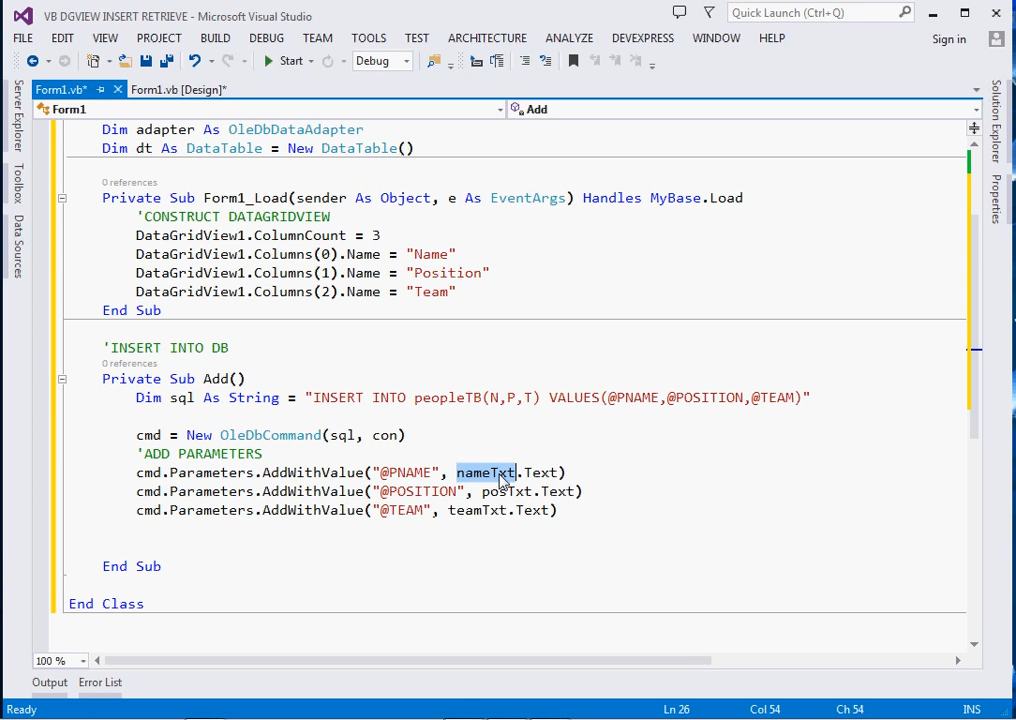 VB DGVIEW INSERT RETRIEVE - Microsoft Visual Studio
Quick Launch (Ctrl+Q)
FILE EDIT VIEW PROJECT BUILD DEBUG TEAM TOOLS TEST ARCHITECTURE ANALYZE DEVEXPRESS WINDOW HELP Sign in
Start Debug
Form1.vb* Form1.vb [Design]*
Form1 Add
Server Explorer
Toolbox
Data Sources
Solution Explorer
Properties
Dim adapter As OleDbDataAdapter
Dim dt As DataTable = New DataTable()
0 references
Private Sub Form1_Load(sender As Object, e As EventArgs) Handles MyBase.Load
'CONSTRUCT DATAGRIDVIEW
DataGridView1.ColumnCount = 3
DataGridView1.Columns(0).Name = "Name"
DataGridView1.Columns(1).Name = "Position"
DataGridView1.Columns(2).Name = "Team"
End Sub
'INSERT INTO DB
0 references
Private Sub Add()
Dim sql As String = "INSERT INTO peopleTB(N,P,T) VALUES(@PNAME,@POSITION,@TEAM)"
cmd = New OleDbCommand(sql, con)
'ADD PARAMETERS
cmd.Parameters.AddWithValue("@PNAME", nameTxt.Text)
cmd.Parameters.AddWithValue("@POSITION", posTxt.Text)
cmd.Parameters.AddWithValue("@TEAM", teamTxt.Text)
End Sub
End Class
100 %
Output Error List
Ready Ln 26 Col 54 Ch 54 INS